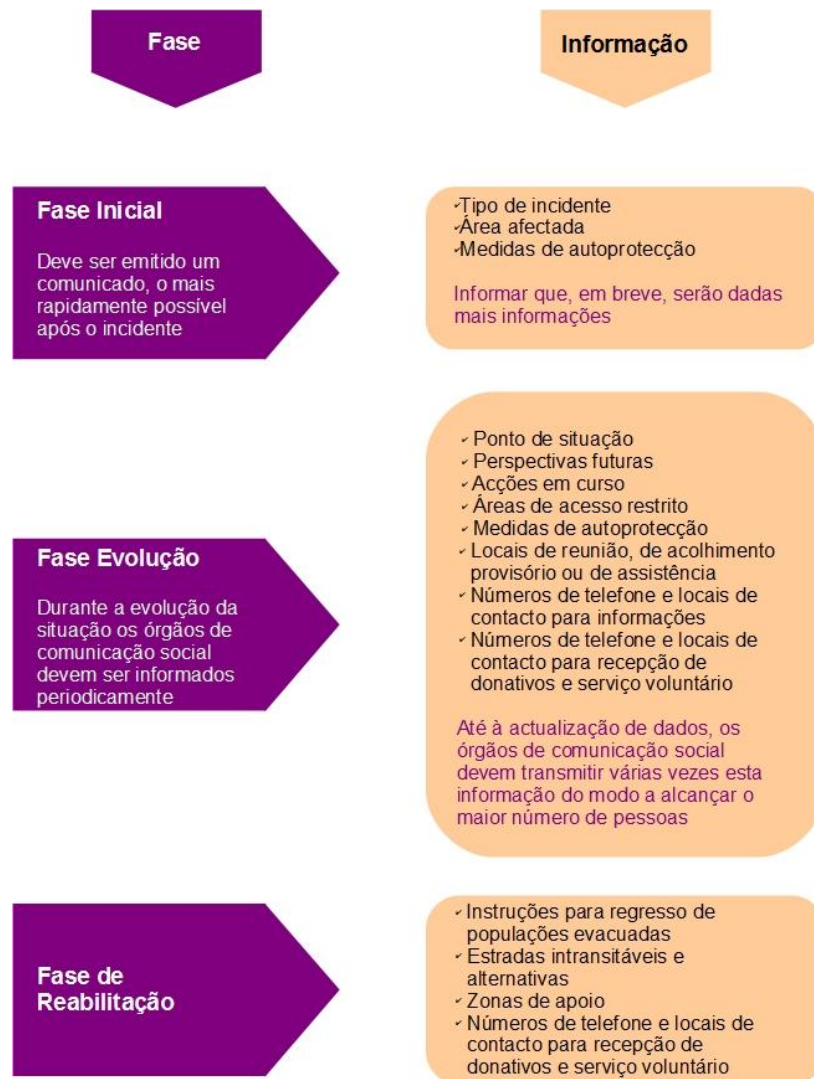 Fase
Informação
Fase Inicial
Deve ser emitido um
comunicado, o mais
rapidamente possível
após o incidente
✓Tipo de incidente
✓Área afectada
✓Medidas de autoprotecção
Informar que, em breve, serão dadas
mais informações
Fase Evolução
Durante a evolução da
situação os órgãos de
comunicação social
devem ser informados
periodicamente
✓ Ponto de situação
✓ Perspectivas futuras
✓ Acções em curso
✓ Áreas de acesso restrito
✓ Medidas de autoprotecção
✓ Locais de reunião, de acolhimento
provisório ou de assistência
✓ Números de telefone e locais de
contacto para informações
✓ Números de telefone e locais de
contacto para recepção de
donativos e serviço voluntário
Até à actualização de dados, os
órgãos de comunicação social
devem transmitir várias vezes esta
informação do modo a alcançar o
maior número de pessoas
Fase de
Reabilitação
✓ Instruções para regresso de
populações evacuadas
✓ Estradas intransitáveis e
alternativas
✓ Zonas de apoio
✓ Números de telefone e locais de
contacto para recepção de
donativos e serviço voluntário